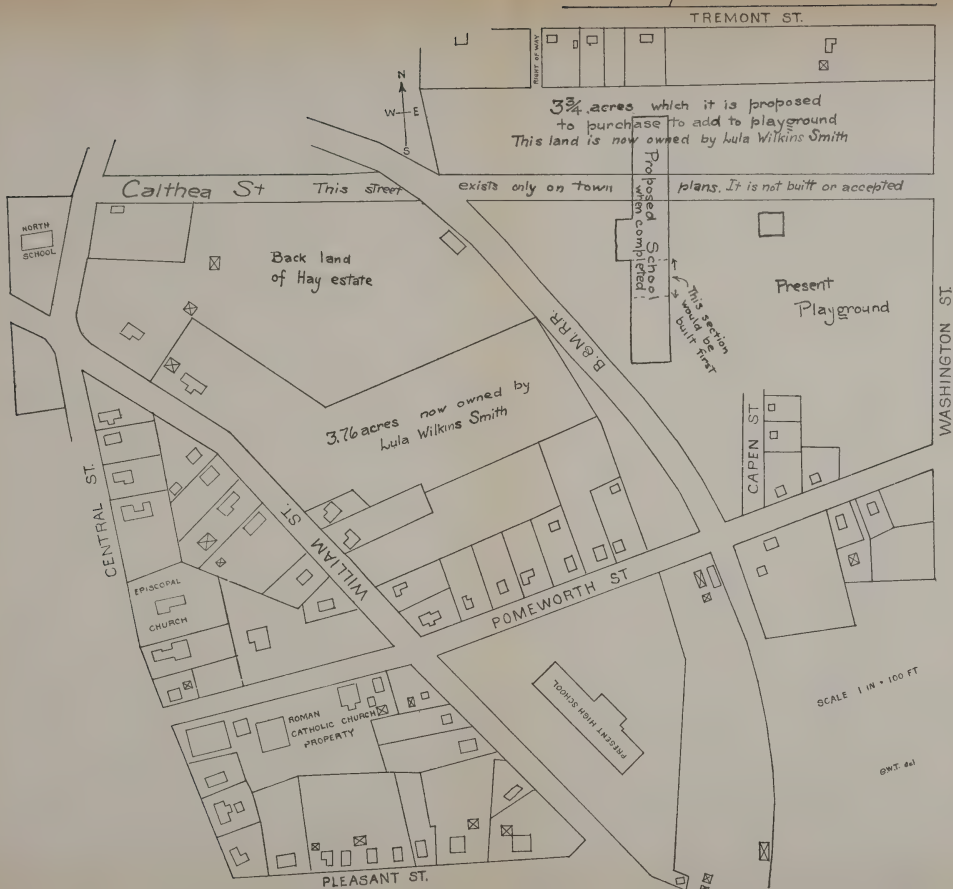 TREMONT ST.
RIGHT OF WAY
N
W E
S
3 3/4 acres which it is proposed
to purchase to add to playground
This land is now owned by Lula Wilkins Smith
Calthea St This street exists only on town plans. It is not built or accepted
NORTH
SCHOOL
Back land
of Hay estate
Proposed School
when completed
This section
would be
built first
Present
Playground
WASHINGTON ST.
B.&M.R.R.
3.76 acres now owned by
Lula Wilkins Smith
CAPEN ST
CENTRAL ST.
WILLIAM ST.
POMEWORTH ST
EPISCOPAL
CHURCH
PRESENT HIGH SCHOOL
SCALE 1 IN = 100 FT
ROMAN
CATHOLIC CHURCH
PROPERTY
G.W.T. del
PLEASANT ST.